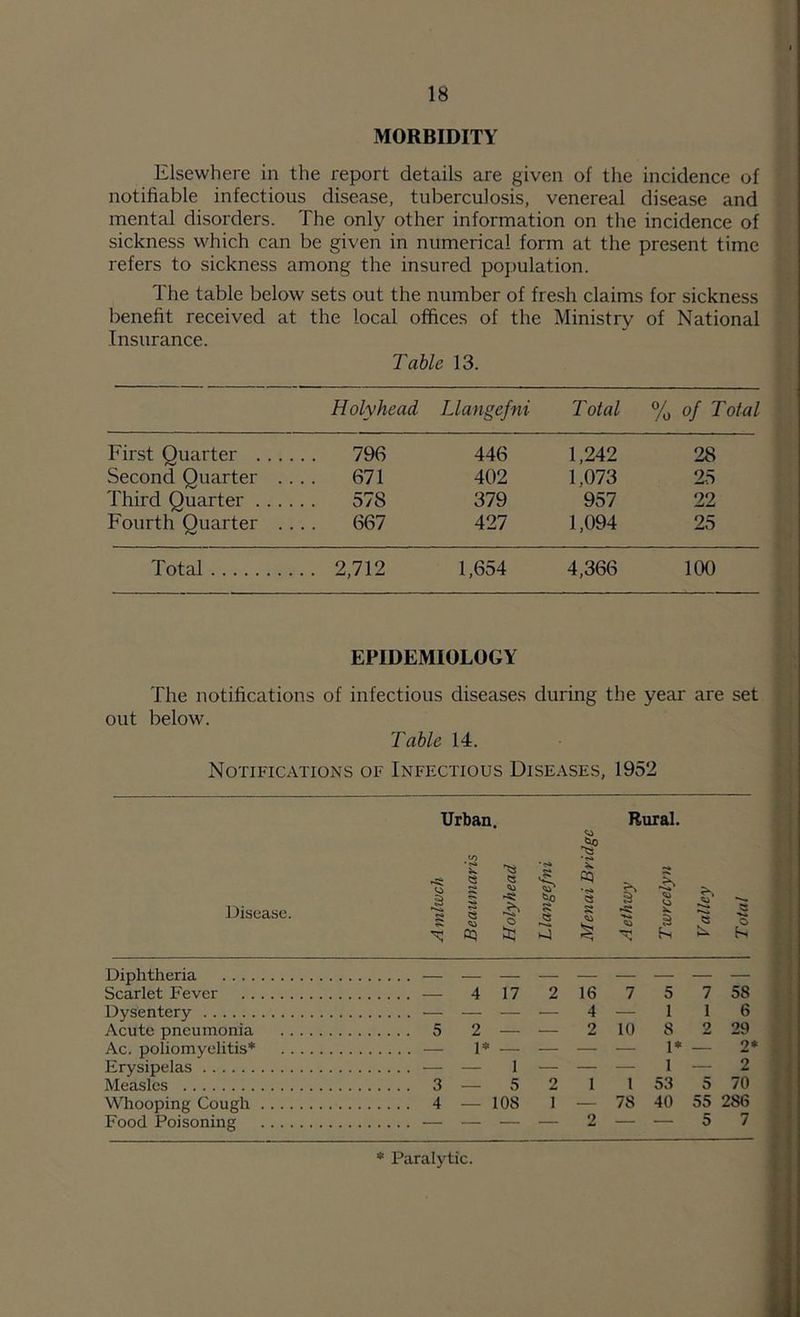 18
MORBIDITY
Elsewhere in the report details are given of the incidence of
notifiable infectious disease, tuberculosis, venereal disease and
mental disorders. The only other information on the incidence of
sickness which can be given in numerical form at the present time
refers to sickness among the insured population.
The table below sets out the number of fresh claims for sickness
benefit received at the local offices of the Ministry of National
Insurance.
Table 13.
Holyhead Llangefni Total % of Total
First Quarter ...... 796 446 1,242 28
Second Quarter .... 671 402 1,073 25
Third Quarter ...... 578 379 957 22
Fourth Quarter .... 667 427 1,094 25
Total .......... 2,712 1,654 4,366 100
EPIDEMIOLOGY
The notifications of infectious diseases during the year are set
out below.
Table 14.
Notifications of Infectious Diseases, 1952
Urban. Rural.
Disease. Amlwch Beaumaris Holyhead Llangefni Menai Bridge Aethwy Twrcelyn Valley Total
Diphtheria .................. — — — — — — — — —
Scarlet Fever ................ — 4 17 2 16 7 5 7 58
Dysentery .................... — — — — 4 — 1 1 6
Acute pneumonia ............ 5 2 — — 2 10 8 2 29
Ac. poliomyelitis* ............ — 1* — — — — 1* — 2*
Erysipelas .................... — — 1 — — — 1 — 2
Measles ...................... 3 — 5 2 1 1 53 5 70
Whooping Cough .............. 4 — 108 1 — 78 40 55 286
Food Poisoning .............. — — — — 2 — — 5 7
* Paralytic.